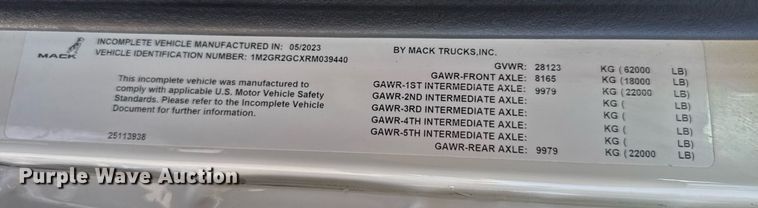 INCOMPLETE VEHICLE MANUFACTURED IN: 05/2023 BY MACK TRUCKS,INC.
MACK VEHICLE IDENTIFICATION NUMBER: 1M2GR2GCXRM039440
GVWR: 28123 KG (62000 LB)
GAWR-FRONT AXLE: 8165 KG (18000 LB)
GAWR-1ST INTERMEDIATE AXLE: 9979 KG (22000 LB)
GAWR-2ND INTERMEDIATE AXLE: KG ( LB)
GAWR-3RD INTERMEDIATE AXLE: KG ( LB)
GAWR-4TH INTERMEDIATE AXLE: KG ( LB)
GAWR-5TH INTERMEDIATE AXLE: KG ( LB)
GAWR-REAR AXLE: 9979 KG (22000 LB)
This incomplete vehicle was manufactured to
comply with applicable U.S. Motor Vehicle Safety
Standards. Please refer to the Incomplete Vehicle
Document for further information.
25113938
Purple Wave Auction